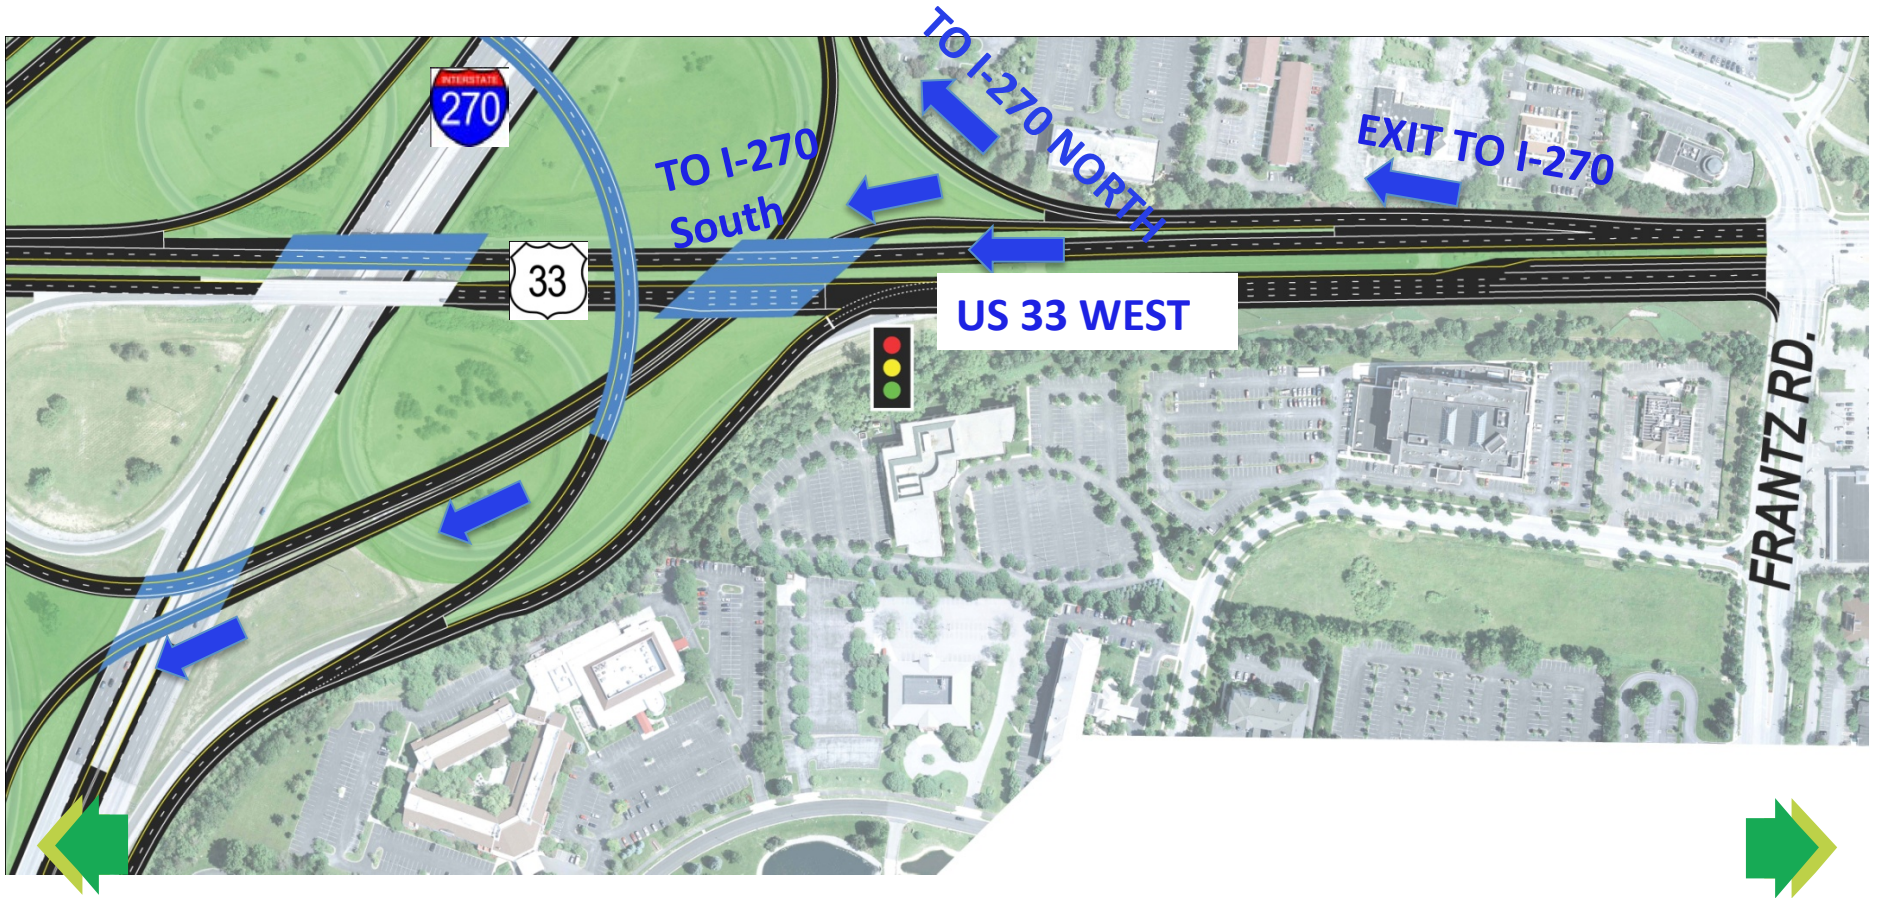 INTERSTATE
270
TO I-270 NORTH
EXIT TO I-270
TO I-270
South
33
US 33 WEST
FRANTZ RD.